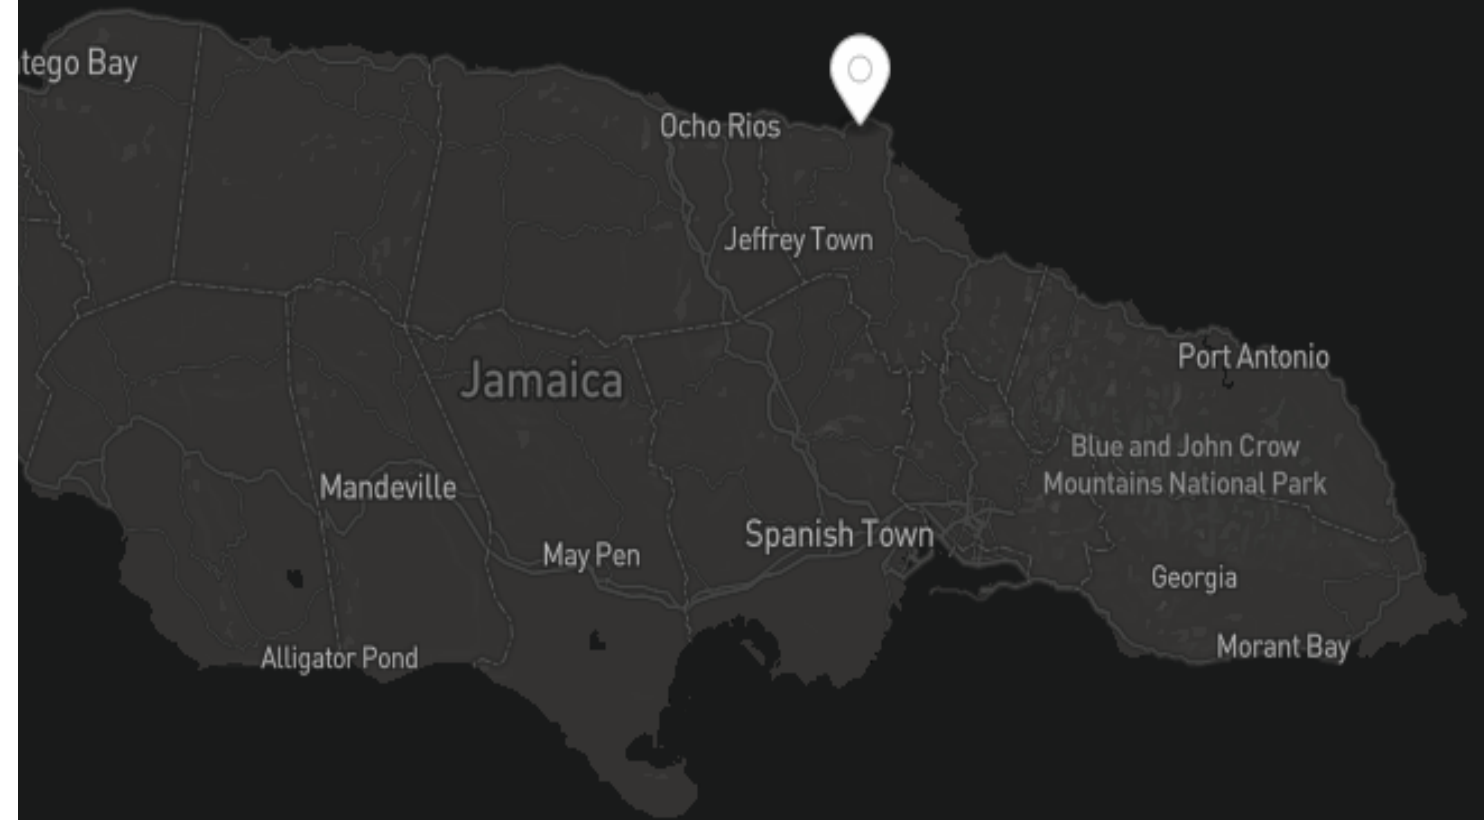 tego Bay
Ocho Rios
Jeffrey Town
Port Antonio
Jamaica
Blue and John Crow
Mountains National Park
Mandeville
Spanish Town
May Pen
Georgia
Morant Bay
Alligator Pond